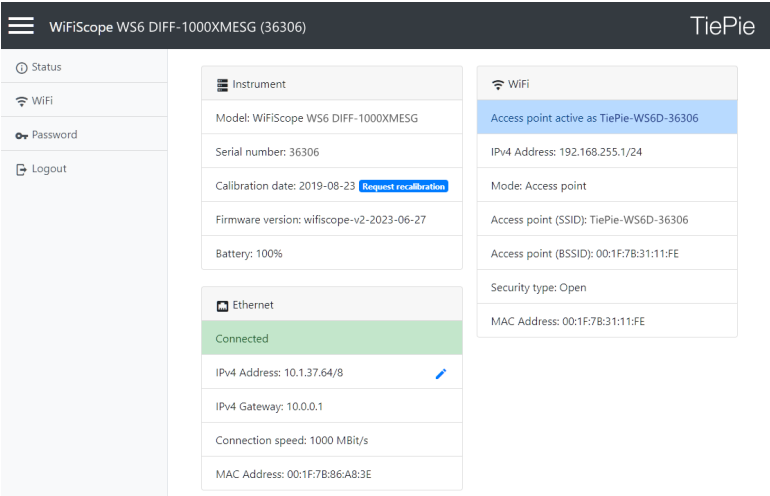 WiFiScope WS6 DIFF-1000XMESG (36306)
TiePie
Status
WiFi
Password
Logout
Instrument
Model: WiFiScope WS6 DIFF-1000XMESG
Serial number: 36306
Calibration date: 2019-08-23 Request recalibration
Firmware version: wifiscope-v2-2023-06-27
Battery: 100%
Ethernet
Connected
IPv4 Address: 10.1.37.64/8
IPv4 Gateway: 10.0.0.1
Connection speed: 1000 MBit/s
MAC Address: 00:1F:7B:86:A8:3E
WiFi
Access point active as TiePie-WS6D-36306
IPv4 Address: 192.168.255.1/24
Mode: Access point
Access point (SSID): TiePie-WS6D-36306
Access point (BSSID): 00:1F:7B:31:11:FE
Security type: Open
MAC Address: 00:1F:7B:31:11:FE